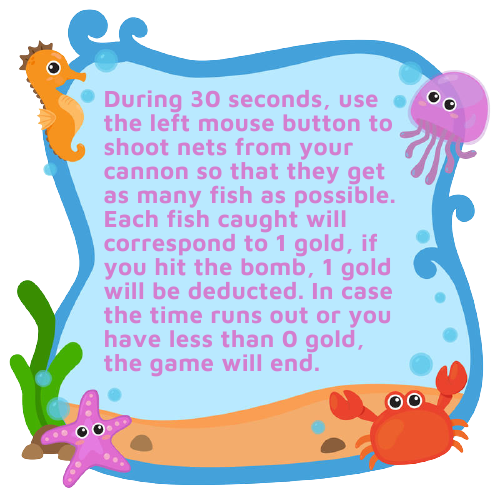 During 30 seconds, use
the left mouse button to
shoot nets from your
cannon so that they get
as many fish as possible.
Each fish caught will
correspond to 1 gold, if
you hit the bomb, 1 gold
will be deducted. In case
the time runs out or you
have less than 0 gold,
the game will end.